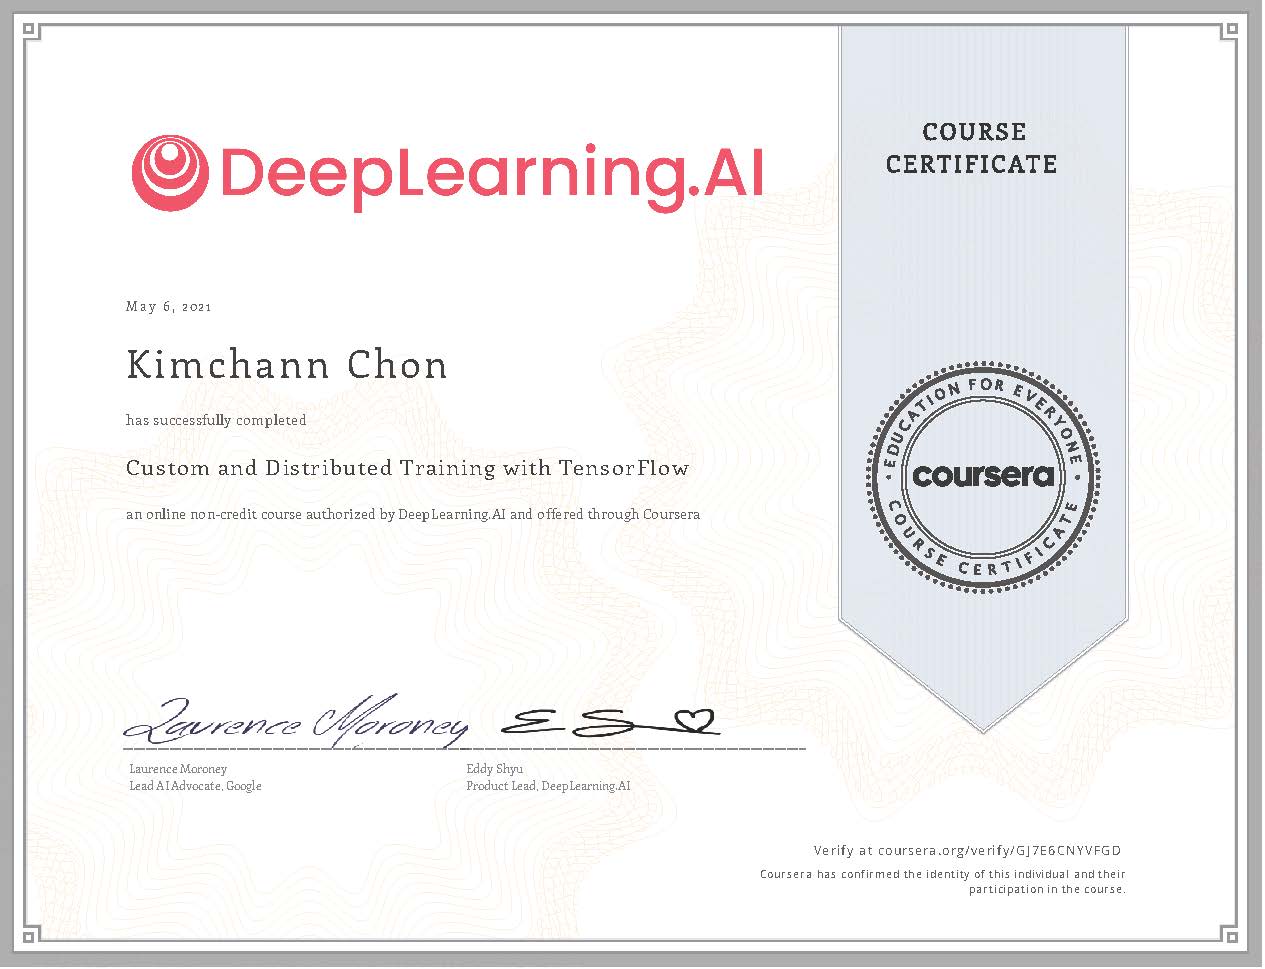 DeepLearning.AI
COURSE
CERTIFICATE
May 6, 2021
Kimchann Chon
has successfully completed
Custom and Distributed Training with TensorFlow
an online non-credit course authorized by DeepLearning.AI and offered through Coursera
EDUCATION FOR EVERYONE
coursera
COURSE CERTIFICATE
Laurence Moroney
Laurence Moroney
Lead AI Advocate, Google
Eddy Shyu
Product Lead, DeepLearning.AI
Verify at coursera.org/verify/GJ7E6CNYVFGD
Coursera has confirmed the identity of this individual and their
participation in the course.